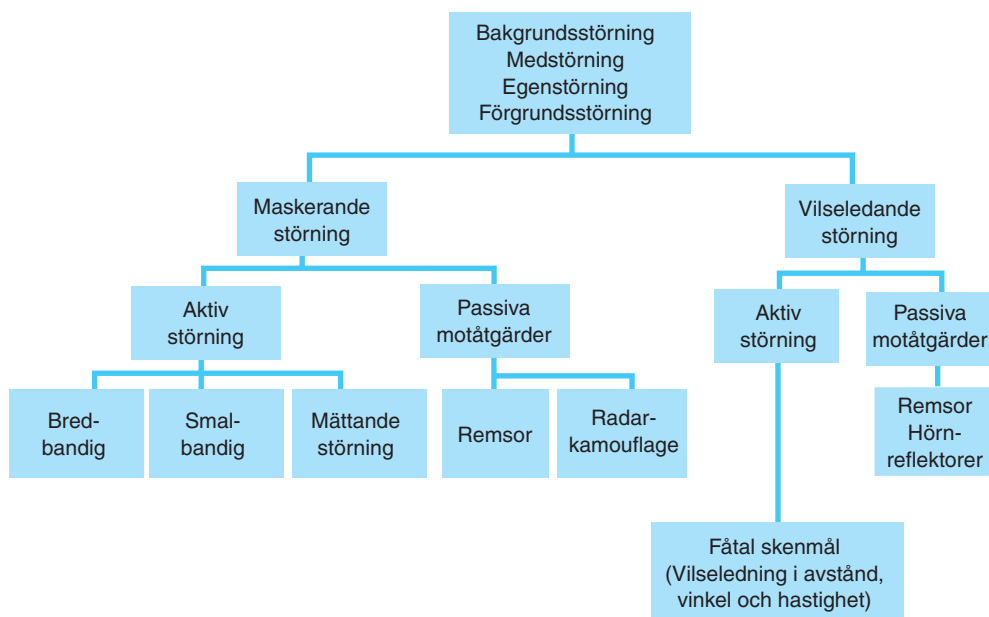 Bakgrundsstörning
Medstörning
Egenstörning
Förgrundsstörning
Maskerande
störning
Vilseledande
störning
Aktiv
störning
Passiva
motåtgärder
Aktiv
störning
Passiva
motåtgärder
Bred-
bandig
Smal-
bandig
Mättande
störning
Remsor
Radar-
kamouflage
Remsor
Hörn-
reflektorer
Fåtal skenmål
(Vilseledning i avstånd,
vinkel och hastighet)